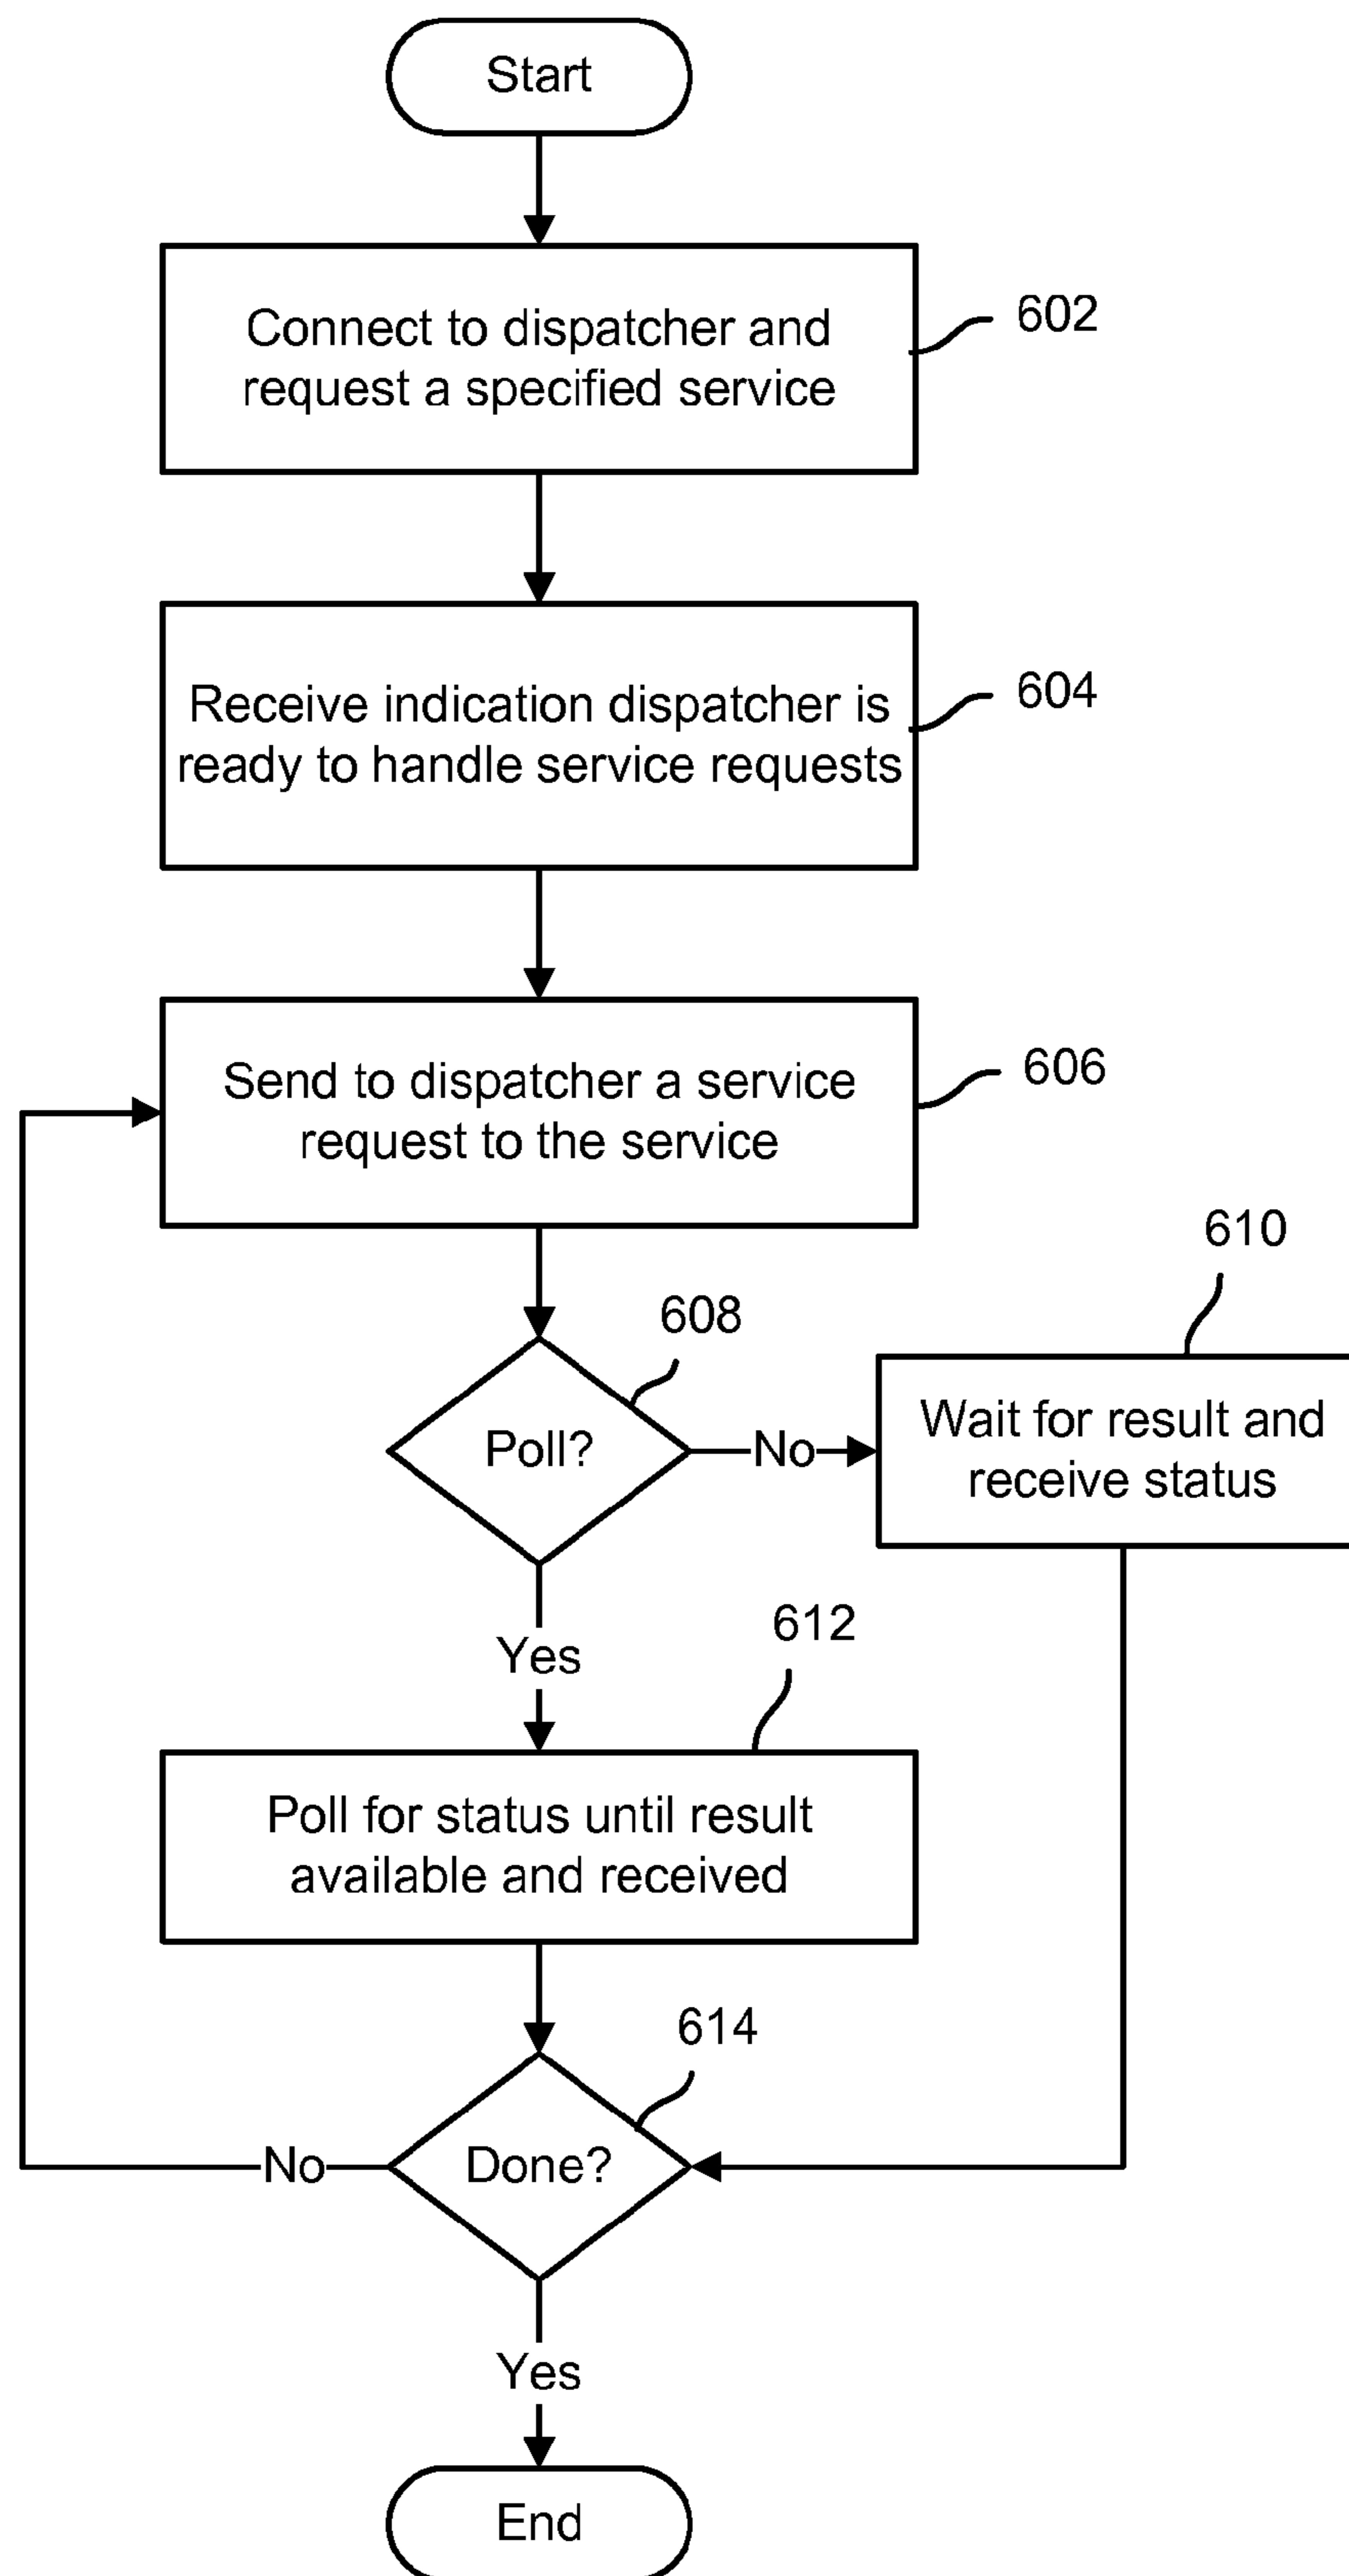 Start
Connect to dispatcher and
request a specified service
602
Receive indication dispatcher is
ready to handle service requests
604
Send to dispatcher a service
request to the service
606
608
Poll?
No
610
Wait for result and
receive status
Yes
612
Poll for status until result
available and received
614
Done?
No
Yes
End